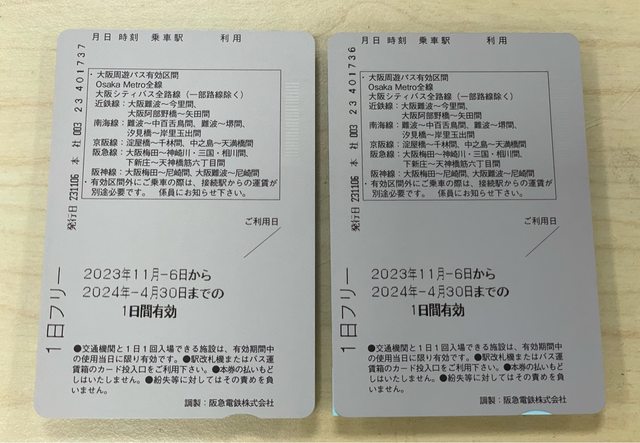 月日 時刻 乗車駅 利用
・大阪周遊パス有効区間
Osaka Metro全線
大阪シティバス全路線（一部路線除く）
近鉄線：大阪難波～今里間、
大阪阿部野橋～矢田間
南海線：難波～中百舌鳥間、難波～堺間、
汐見橋～岸里玉出間
京阪線：淀屋橋～千林間、中之島～天満橋間
阪急線：大阪梅田～神崎川・三国・相川間、
下新庄～天神橋筋六丁目間
阪神線：大阪梅田～尼崎間、大阪難波～尼崎間
・有効区間外にご乗車の際は、接続駅からの運賃が
別途必要です。 係員にお知らせ下さい。
発行日 231106 本 社 003 23 401737
ご利用日
1日フリー
2023年11月-6日から
2024年-4月30日までの
1日間有効
●交通機関と1日1回入場できる施設は、有効期間中
の使用当日に限り有効です。●駅改札機またはバス運
賃箱のカード投入口をご利用下さい。●本券の払いもど
しはいたしません。●紛失等に対してはその責めを負
いません。
調製：阪急電鉄株式会社
月日 時刻 乗車駅 利用
・大阪周遊パス有効区間
Osaka Metro全線
大阪シティバス全路線（一部路線除く）
近鉄線：大阪難波～今里間、
大阪阿部野橋～矢田間
南海線：難波～中百舌鳥間、難波～堺間、
汐見橋～岸里玉出間
京阪線：淀屋橋～千林間、中之島～天満橋間
阪急線：大阪梅田～神崎川・三国・相川間、
下新庄～天神橋筋六丁目間
阪神線：大阪梅田～尼崎間、大阪難波～尼崎間
・有効区間外にご乗車の際は、接続駅からの運賃が
別途必要です。 係員にお知らせ下さい。
発行日 231106 本 社 003 23 401736
ご利用日
1日フリー
2023年11月-6日から
2024年-4月30日までの
1日間有効
●交通機関と1日1回入場できる施設は、有効期間中
の使用当日に限り有効です。●駅改札機またはバス運
賃箱のカード投入口をご利用下さい。●本券の払いもど
しはいたしません。●紛失等に対してはその責めを負
いません。
調製：阪急電鉄株式会社